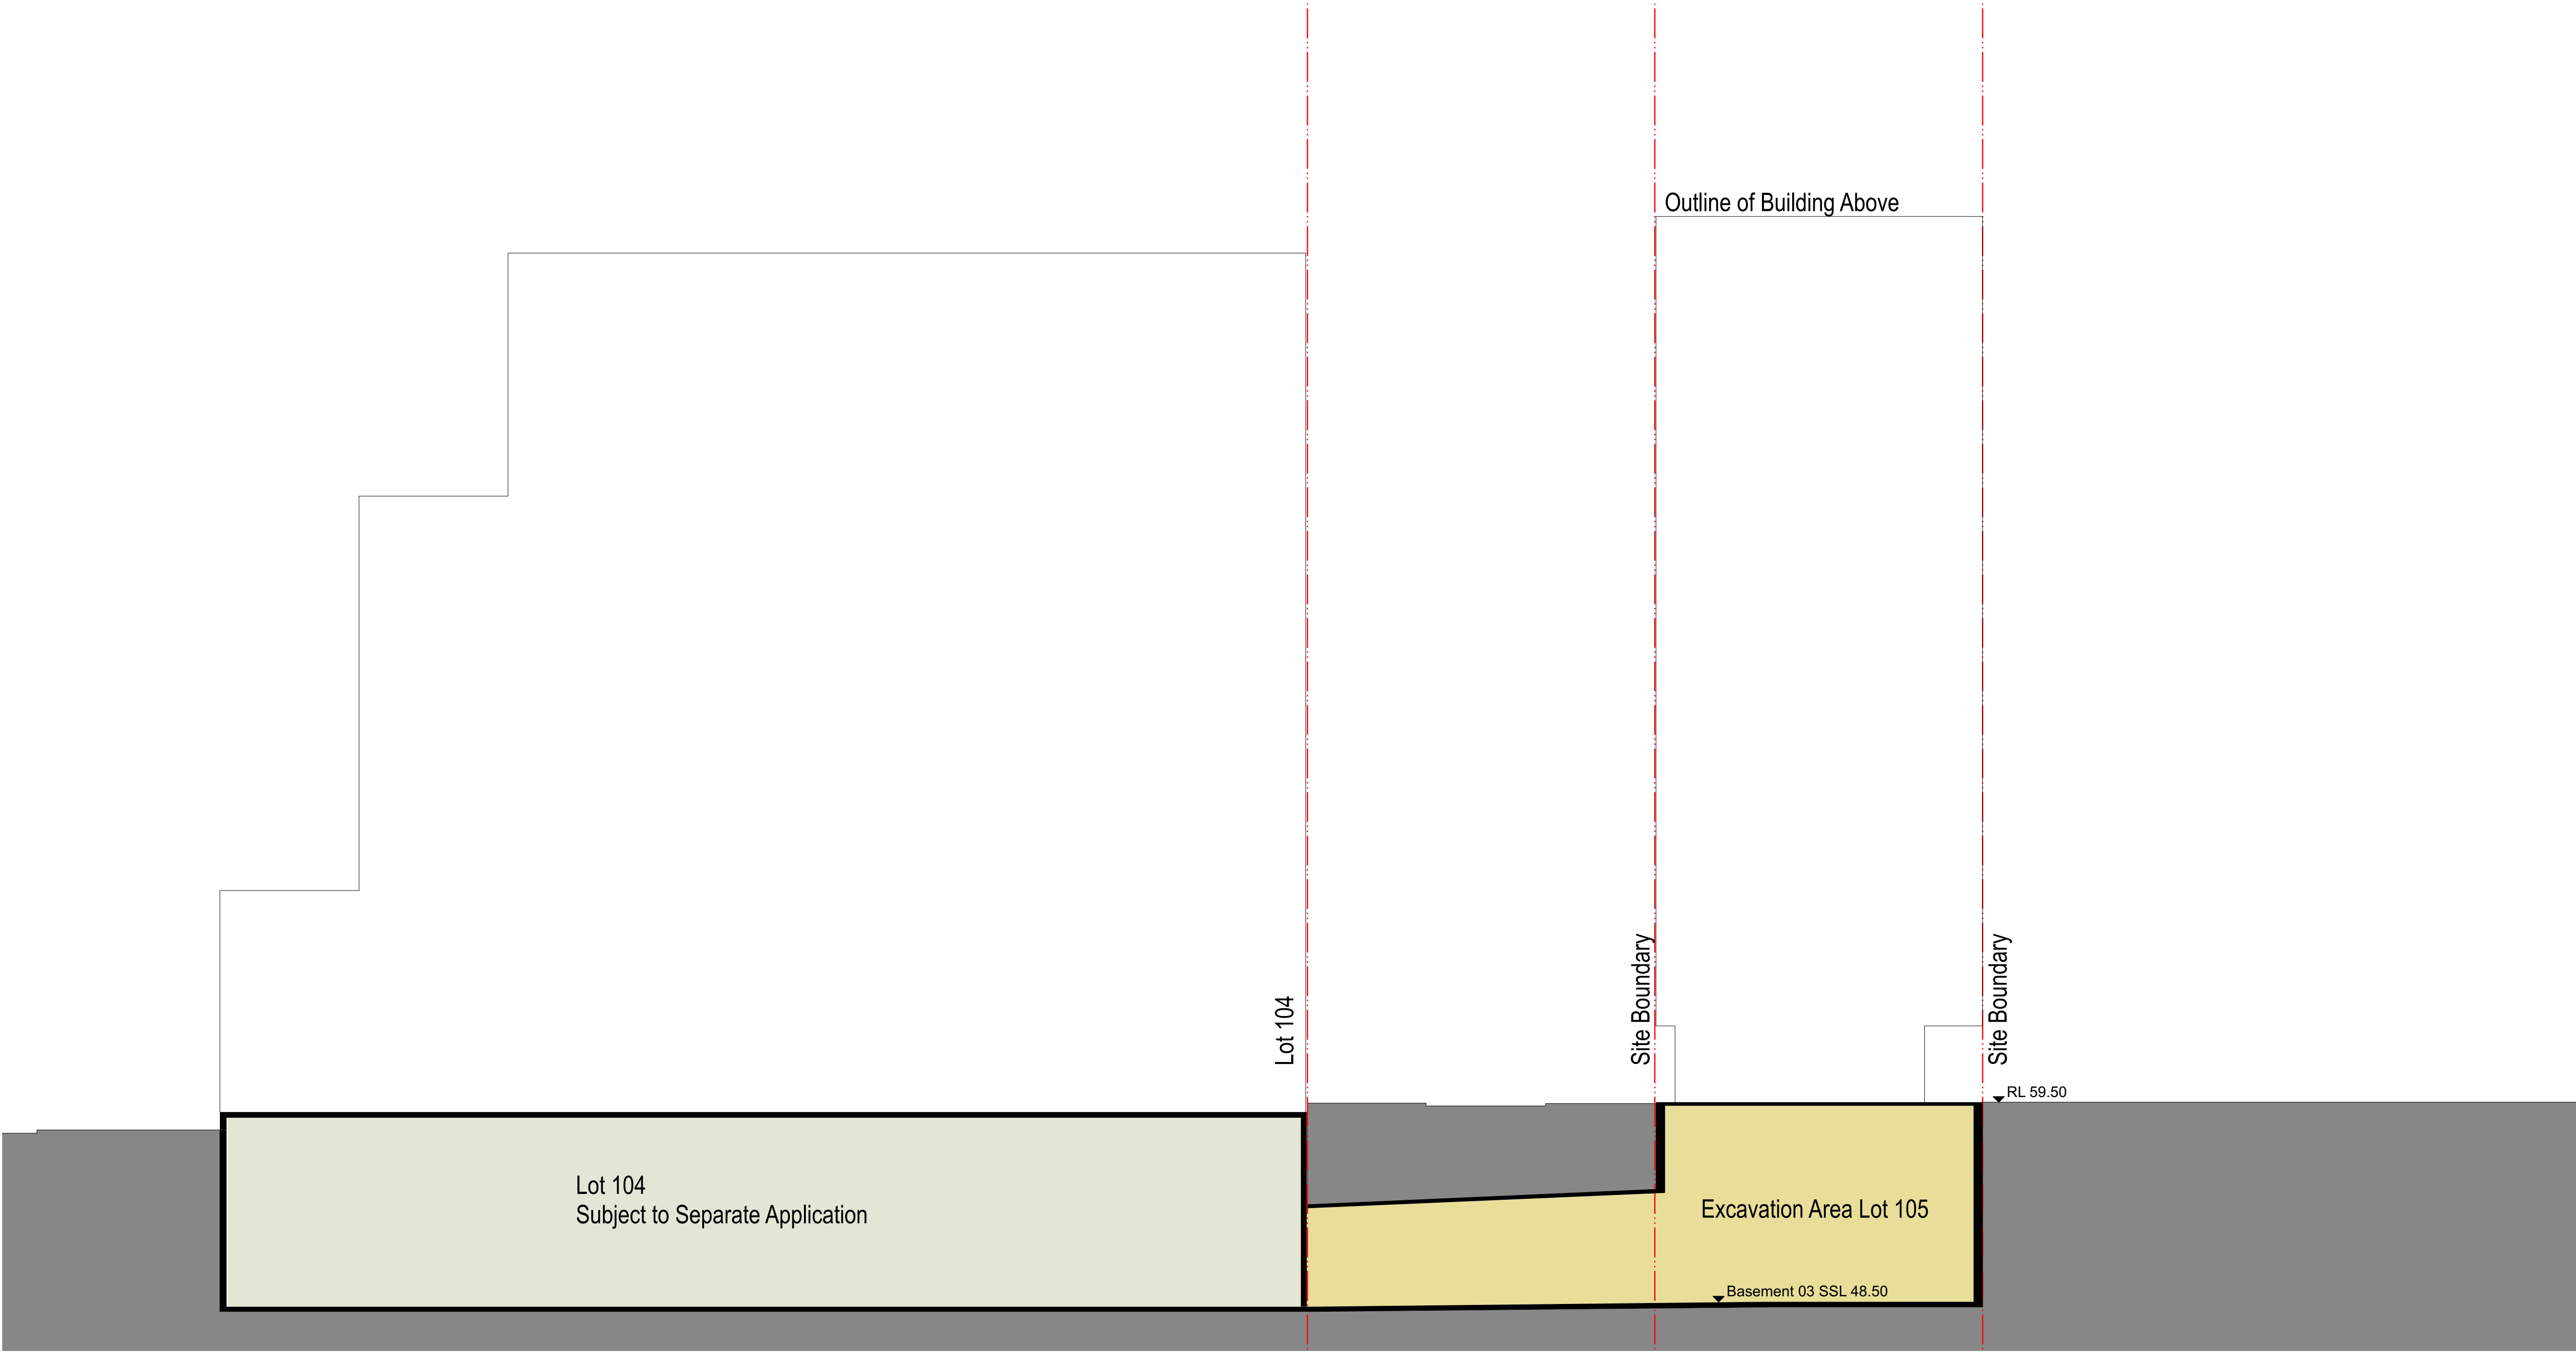 Outline of Building Above
Lot 104
Site Boundary
Site Boundary
RL 59.50
Lot 104
Subject to Separate Application
Excavation Area Lot 105
Basement 03 SSL 48.50